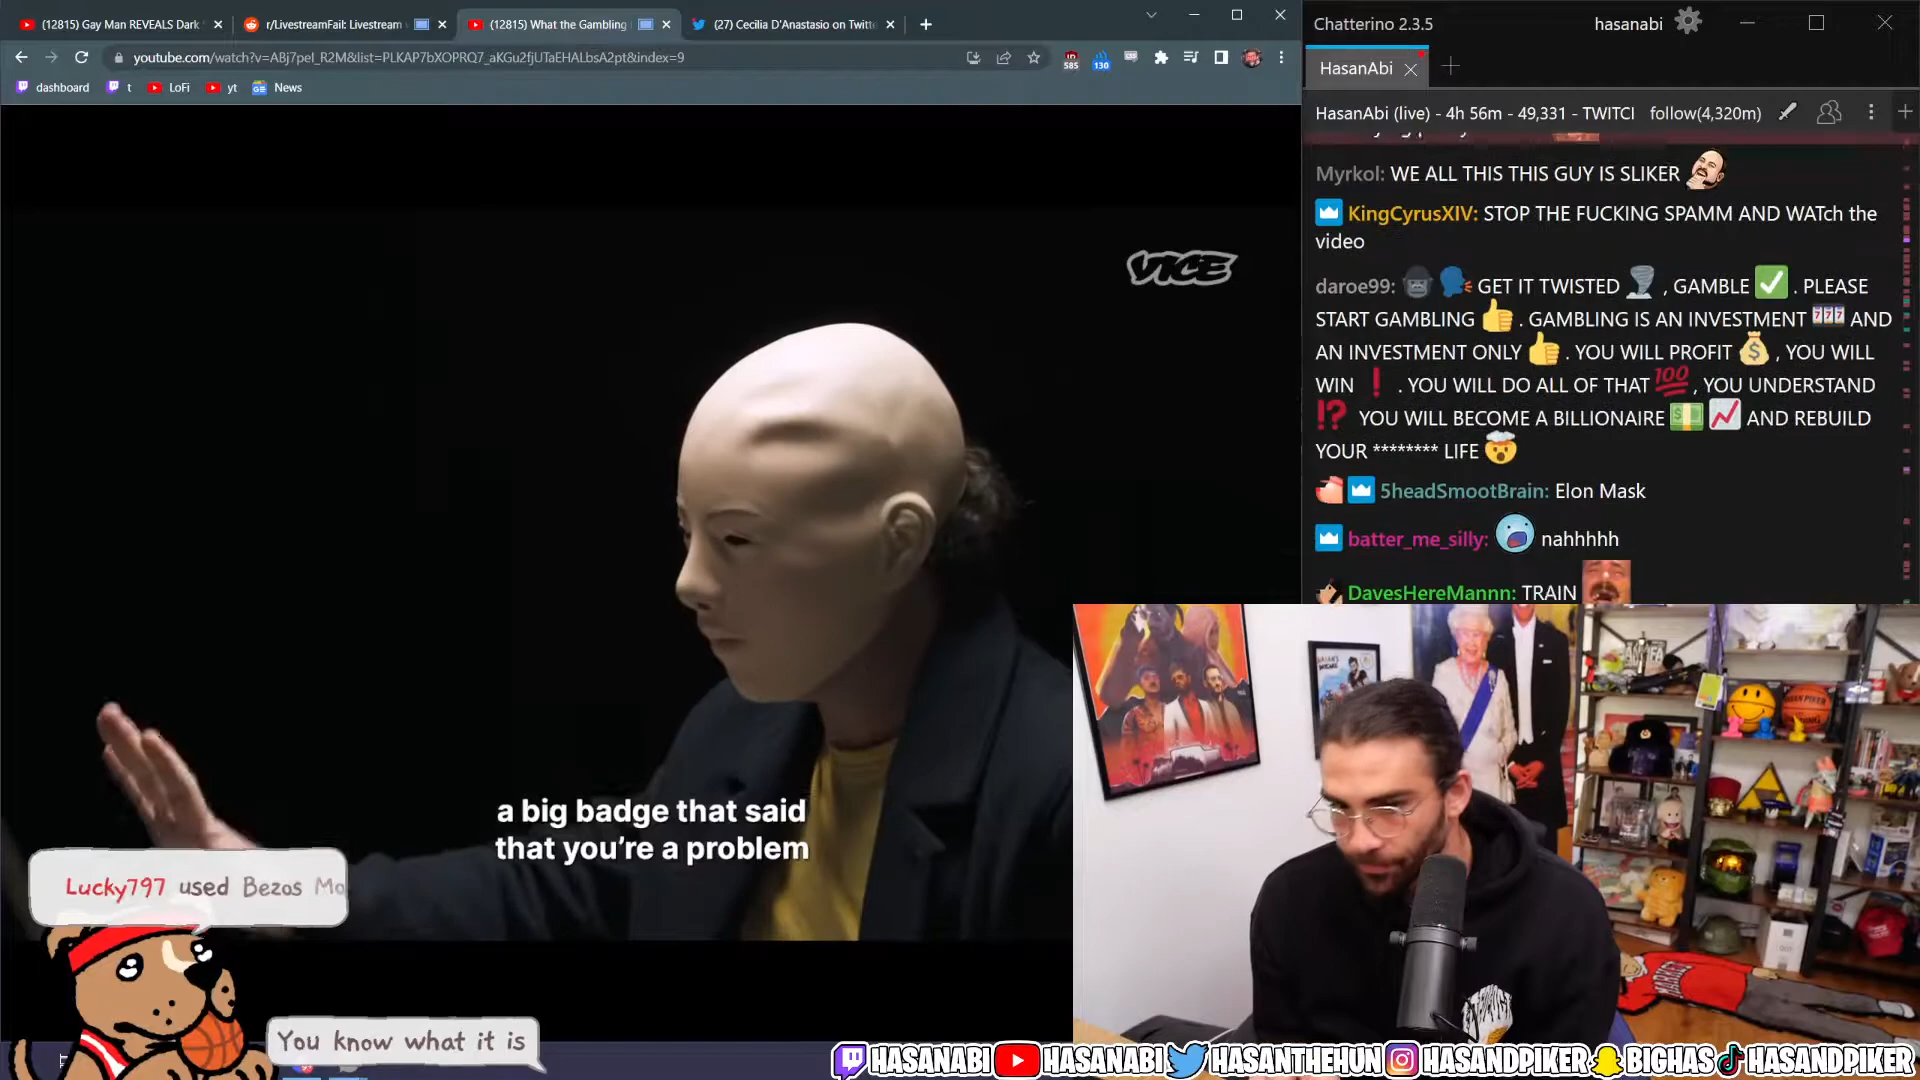 (12815) Gay Man REVEALS Dark
r/LivestreamFail: Livestream
(12815) What the Gambling
(27) Cecilia D'Anastasio on Twitt
youtube.com/watch?v=ABj7pel_R2M&list=PLKAP7bXOPRQ7_aKGu2fjUTaEHALbsA2pt&index=9
585
130
dashboard
t
LoFi
yt
News
VICE
a big badge that said
that you're a problem
Lucky797 used Bezos Mo
You know what it is
Chatterino 2.3.5
hasanabi
HasanAbi
HasanAbi (live) - 4h 56m - 49,331 - TWITCI
follow(4,320m)
Myrkol: WE ALL THIS THIS GUY IS SLIKER
KingCyrusXIV: STOP THE FUCKING SPAMM AND WATch the
video
daroe99: GET IT TWISTED , GAMBLE . PLEASE
START GAMBLING . GAMBLING IS AN INVESTMENT AND
AN INVESTMENT ONLY . YOU WILL PROFIT , YOU WILL
WIN . YOU WILL DO ALL OF THAT , YOU UNDERSTAND
YOU WILL BECOME A BILLIONAIRE AND REBUILD
YOUR ******** LIFE
5headSmootBrain: Elon Mask
batter_me_silly: nahhhhh
DavesHereMannn: TRAIN
HASANABI
HASANABI
HASANTHEHUN
HASANDPIKER
BIGHAS
HASANDPIKER